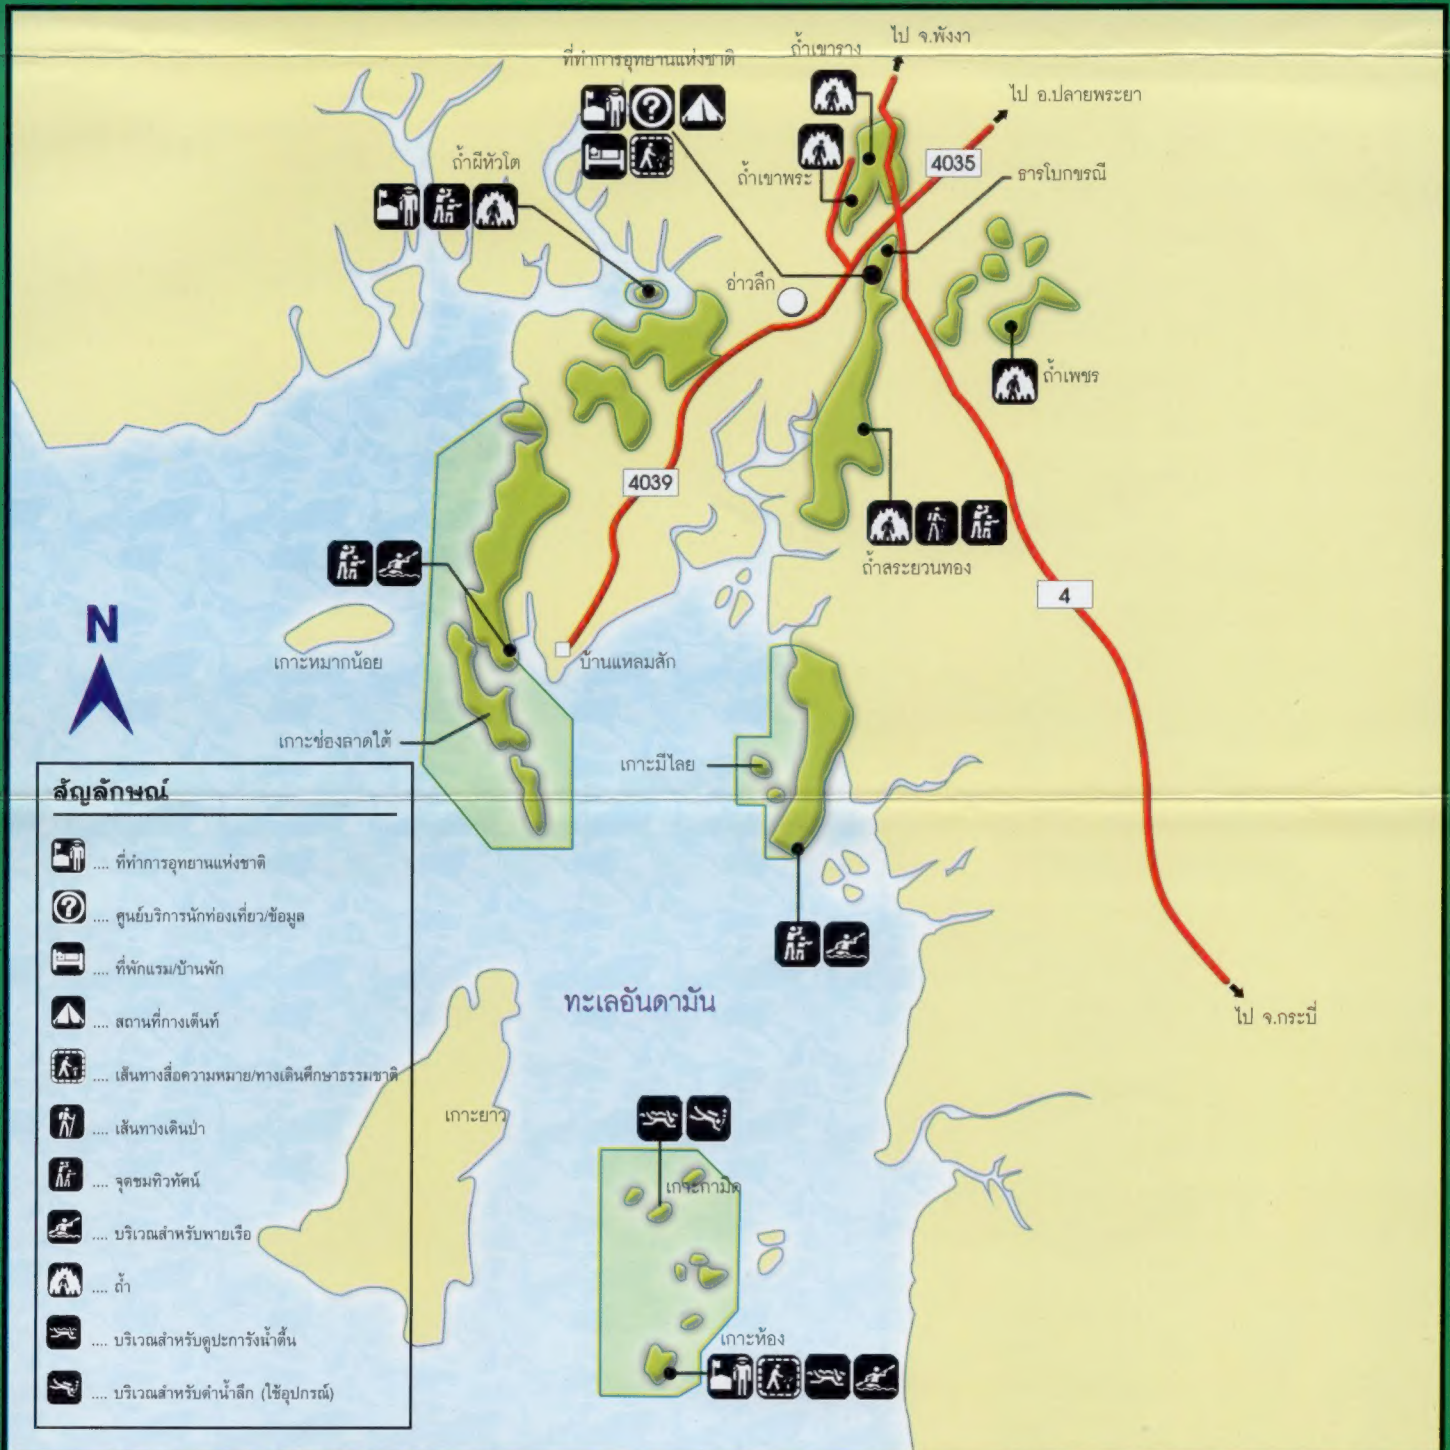 ไป จ.พังงา
ถ้ำเขาราง
ที่ทำการอุทยานแห่งชาติ
ไป อ.ปลายพระยา
4035
ถ้ำผีหัวโต
ถ้ำเขาพระ
ธารโบกขรณี
อ่าวลึก
ถ้ำเพชร
4039
ถ้ำสระยวนทอง
4
N
เกาะหมากน้อย
บ้านแหลมสัก
เกาะช่องลาดใต้
เกาะมีไลย
ทะเลอันดามัน
ไป จ.กระบี่
เกาะยาว
เกาะกามิด
เกาะห้อง
สัญลักษณ์
.... ที่ทำการอุทยานแห่งชาติ
.... ศูนย์บริการนักท่องเที่ยว/ข้อมูล
.... ที่พักแรม/บ้านพัก
.... สถานที่กางเต็นท์
.... เส้นทางสื่อความหมาย/ทางเดินศึกษาธรรมชาติ
.... เส้นทางเดินป่า
.... จุดชมทิวทัศน์
.... บริเวณสำหรับพายเรือ
.... ถ้ำ
.... บริเวณสำหรับดูปะการังน้ำตื้น
.... บริเวณสำหรับดำน้ำลึก (ใช้อุปกรณ์)